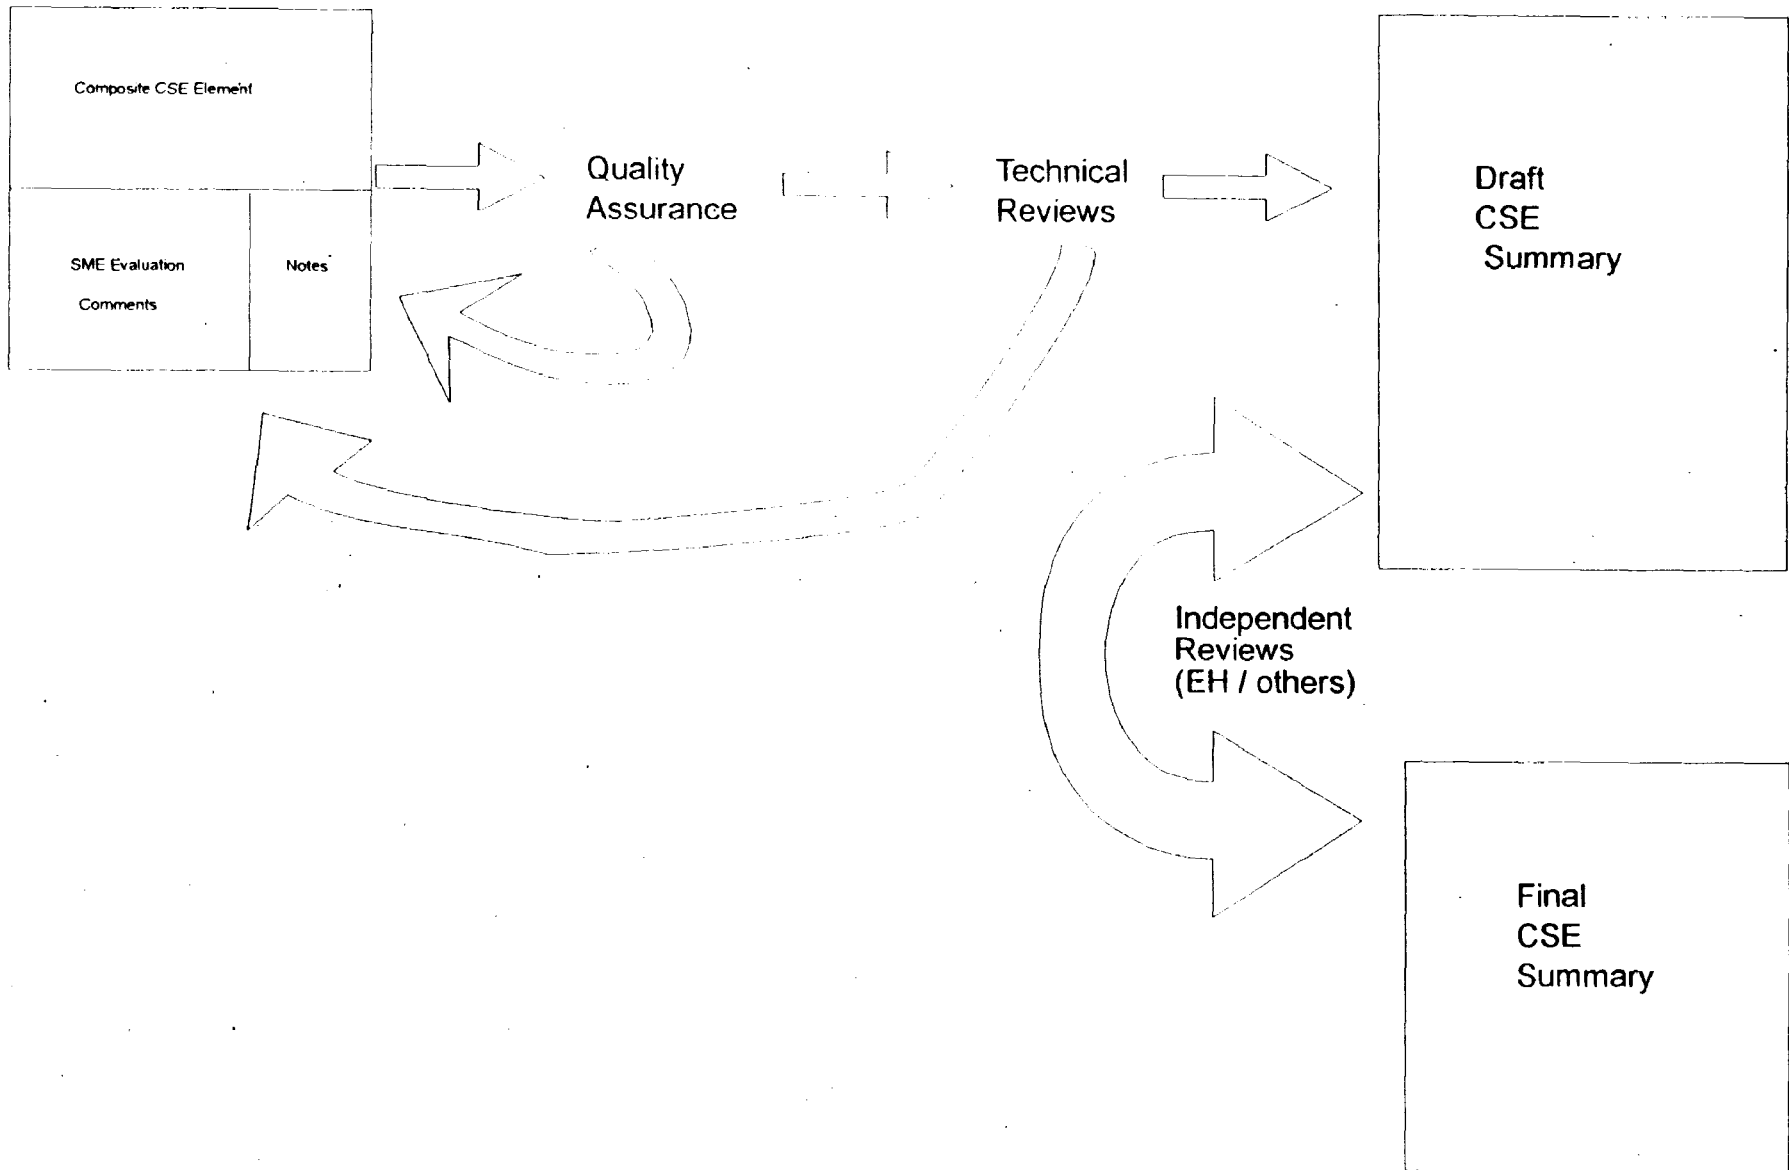 Composite CSE Element
SME Evaluation
Comments
Notes
Quality
Assurance
Technical
Reviews
Draft
CSE
Summary
Independent
Reviews
(EH / others)
Final
CSE
Summary